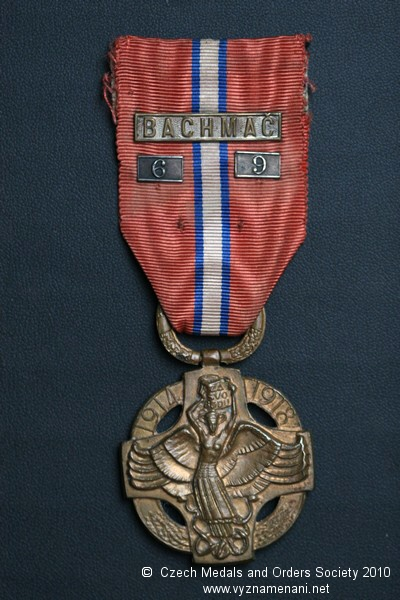 BACHMAČ
6 9
1914 1918
© Czech Medals and Orders Society 2010
www.vyznamenani.net